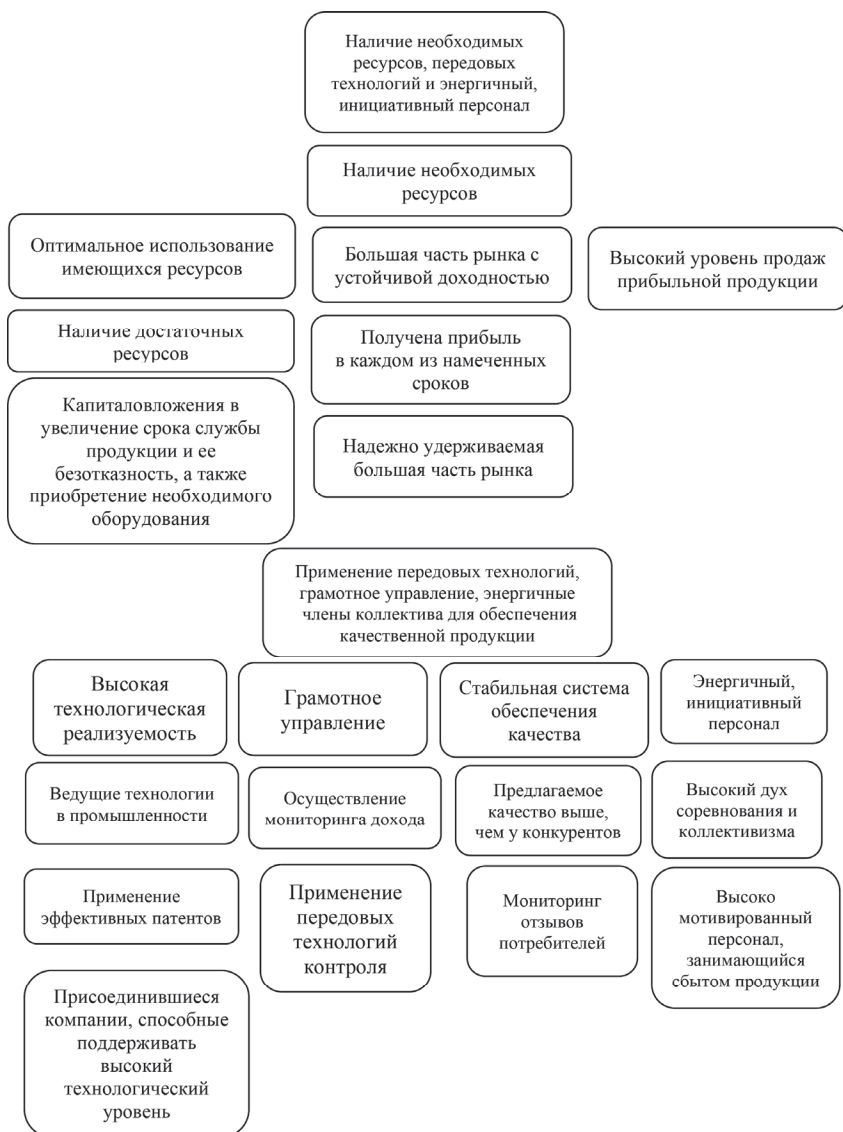 Наличие необходимых
ресурсов, передовых
технологий и энергичный,
инициативный персонал
Наличие необходимых
ресурсов
Оптимальное использование
имеющихся ресурсов
Большая часть рынка с
устойчивой доходностью
Высокий уровень продаж
прибыльной продукции
Наличие достаточных
ресурсов
Получена прибыль
в каждом из намеченных
сроков
Капиталовложения в
увеличение срока службы
продукции и ее
безотказность, а также
приобретение необходимого
оборудования
Надежно удерживаемая
большая часть рынка
Применение передовых технологий,
грамотное управление, энергичные
члены коллектива для обеспечения
качественной продукции
Высокая
технологическая
реализуемость
Грамотное
управление
Стабильная система
обеспечения
качества
Энергичный,
инициативный
персонал
Ведущие технологии
в промышленности
Осуществление
мониторинга дохода
Предлагаемое
качество выше,
чем у конкурентов
Высокий дух
соревнования и
коллективизма
Применение
эффективных патентов
Применение
передовых
технологий
контроля
Мониторинг
отзывов
потребителей
Высоко
мотивированный
персонал,
занимающийся
сбытом продукции
Присоединившиеся
компании, способные
поддерживать
высокий
технологический
уровень